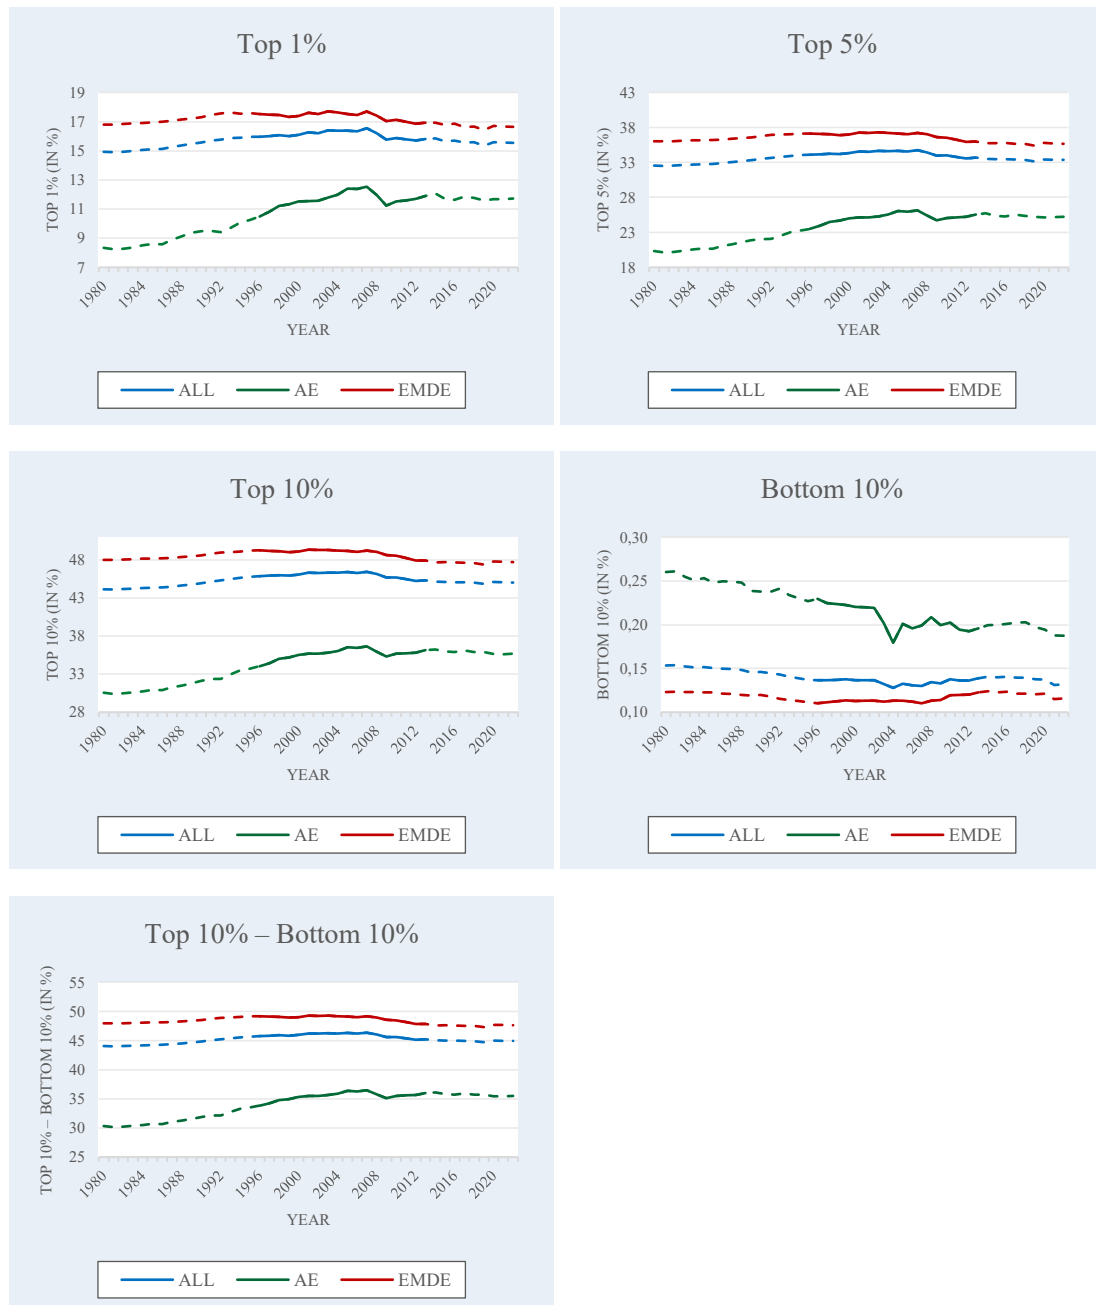 Top 1%
TOP 1% (IN %)
19
17
15
13
11
9
7
1980 1984 1988 1992 1996 2000 2004 2008 2012 2016 2020
YEAR
ALL AE EMDE
Top 5%
TOP 5% (IN %)
43
38
33
28
23
18
1980 1984 1988 1992 1996 2000 2004 2008 2012 2016 2020
YEAR
ALL AE EMDE
Top 10%
TOP 10% (IN %)
48
43
38
33
28
1980 1984 1988 1992 1996 2000 2004 2008 2012 2016 2020
YEAR
ALL AE EMDE
Bottom 10%
BOTTOM 10% (IN %)
0,30
0,25
0,20
0,15
0,10
1980 1984 1988 1992 1996 2000 2004 2008 2012 2016 2020
YEAR
ALL AE EMDE
Top 10% – Bottom 10%
TOP 10% – BOTTOM 10% (IN %)
55
50
45
40
35
30
25
1980 1984 1988 1992 1996 2000 2004 2008 2012 2016 2020
YEAR
ALL AE EMDE